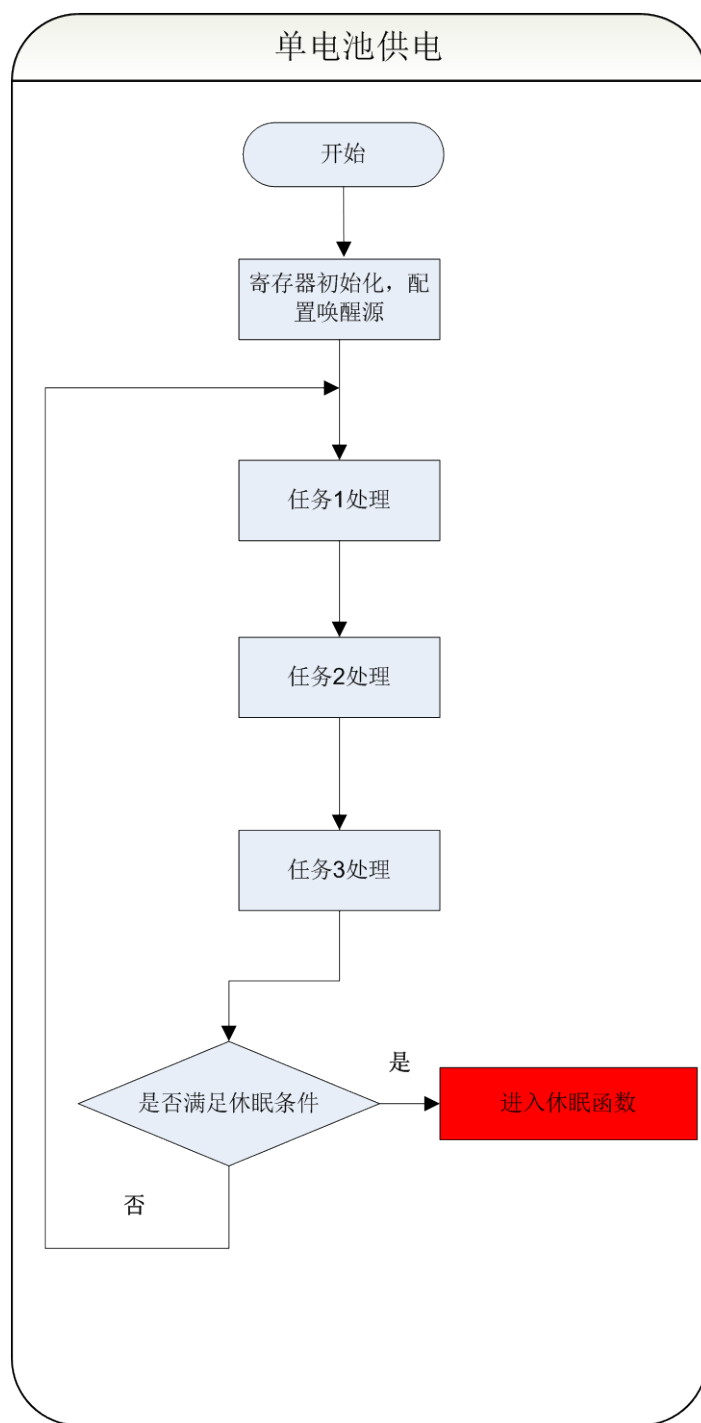 单电池供电
开始
寄存器初始化，配
置唤醒源
任务1处理
任务2处理
任务3处理
是否满足休眠条件
是
进入休眠函数
否